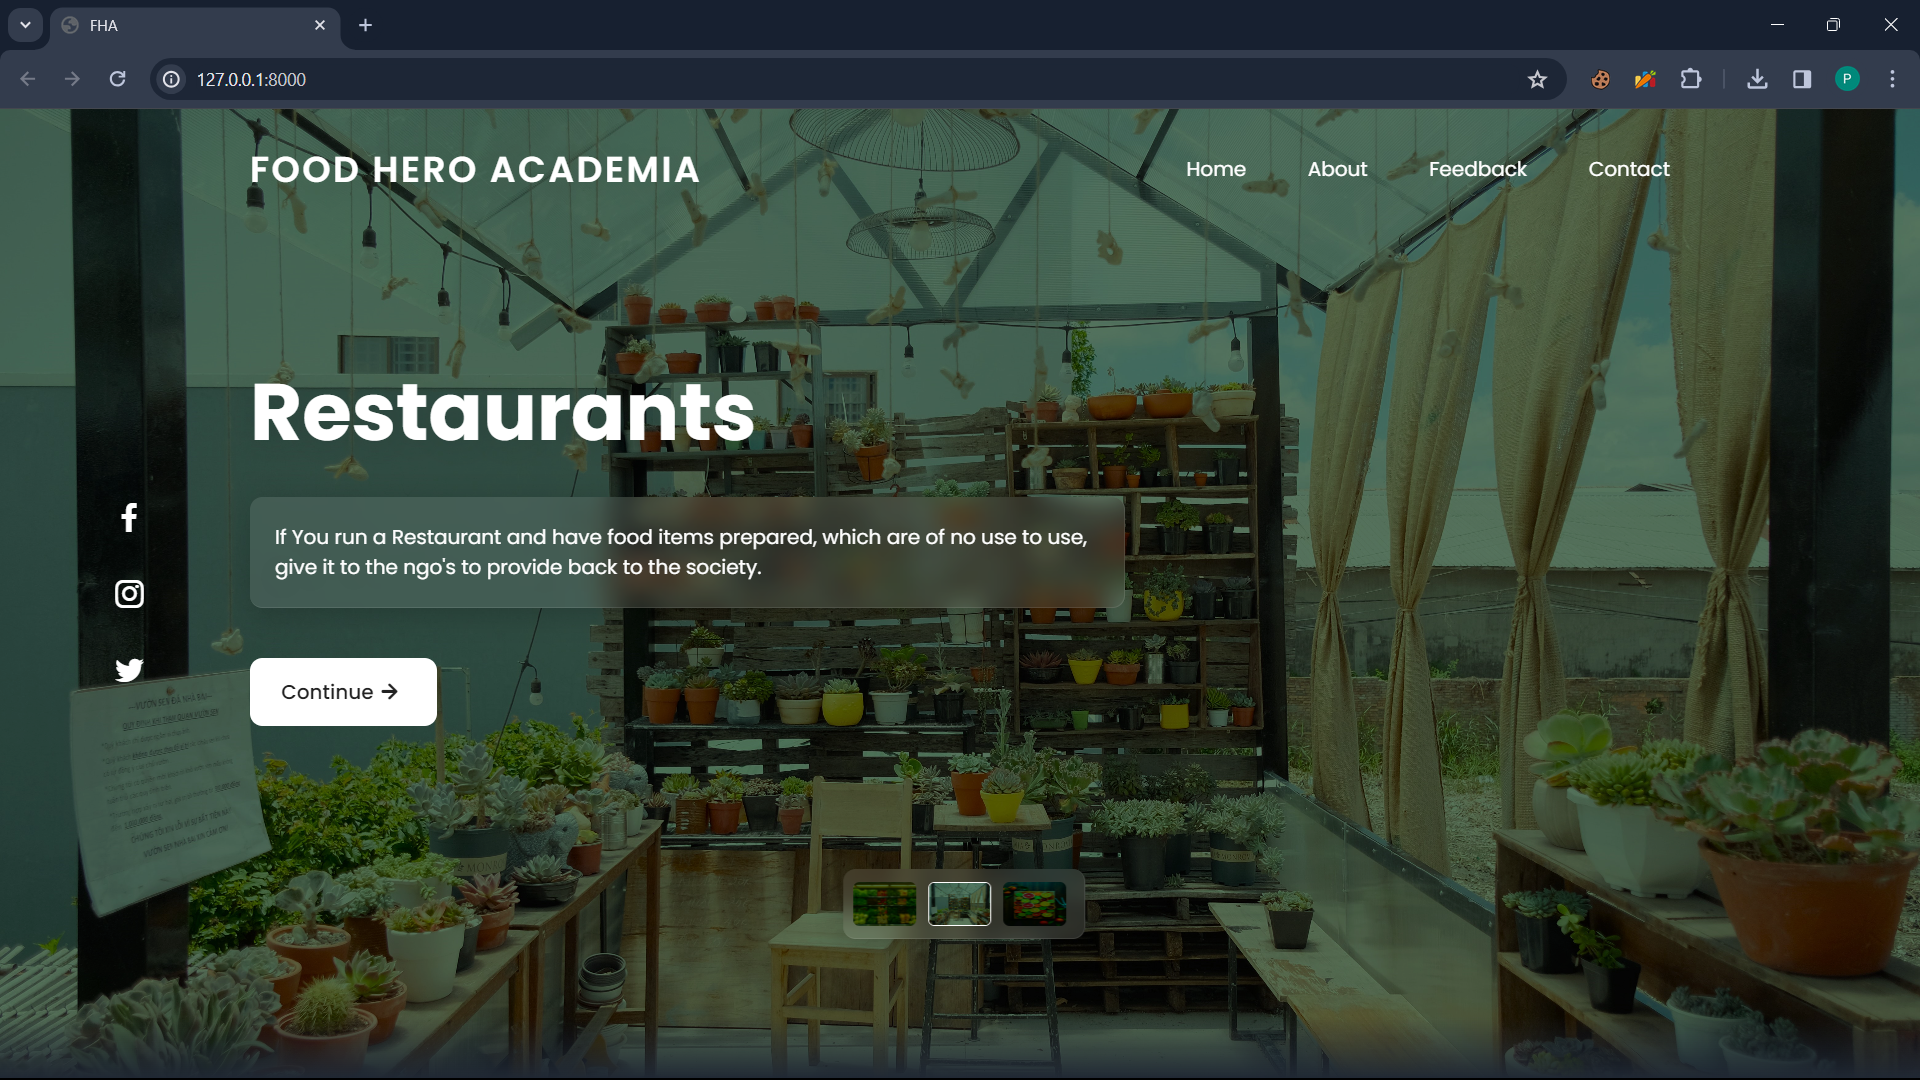 FHA
127.0.0.1:8000
P
FOOD HERO ACADEMIA
Home
About
Feedback
Contact
Restaurants
If You run a Restaurant and have food items prepared, which are of no use to use,
give it to the ngo's to provide back to the society.
Continue →